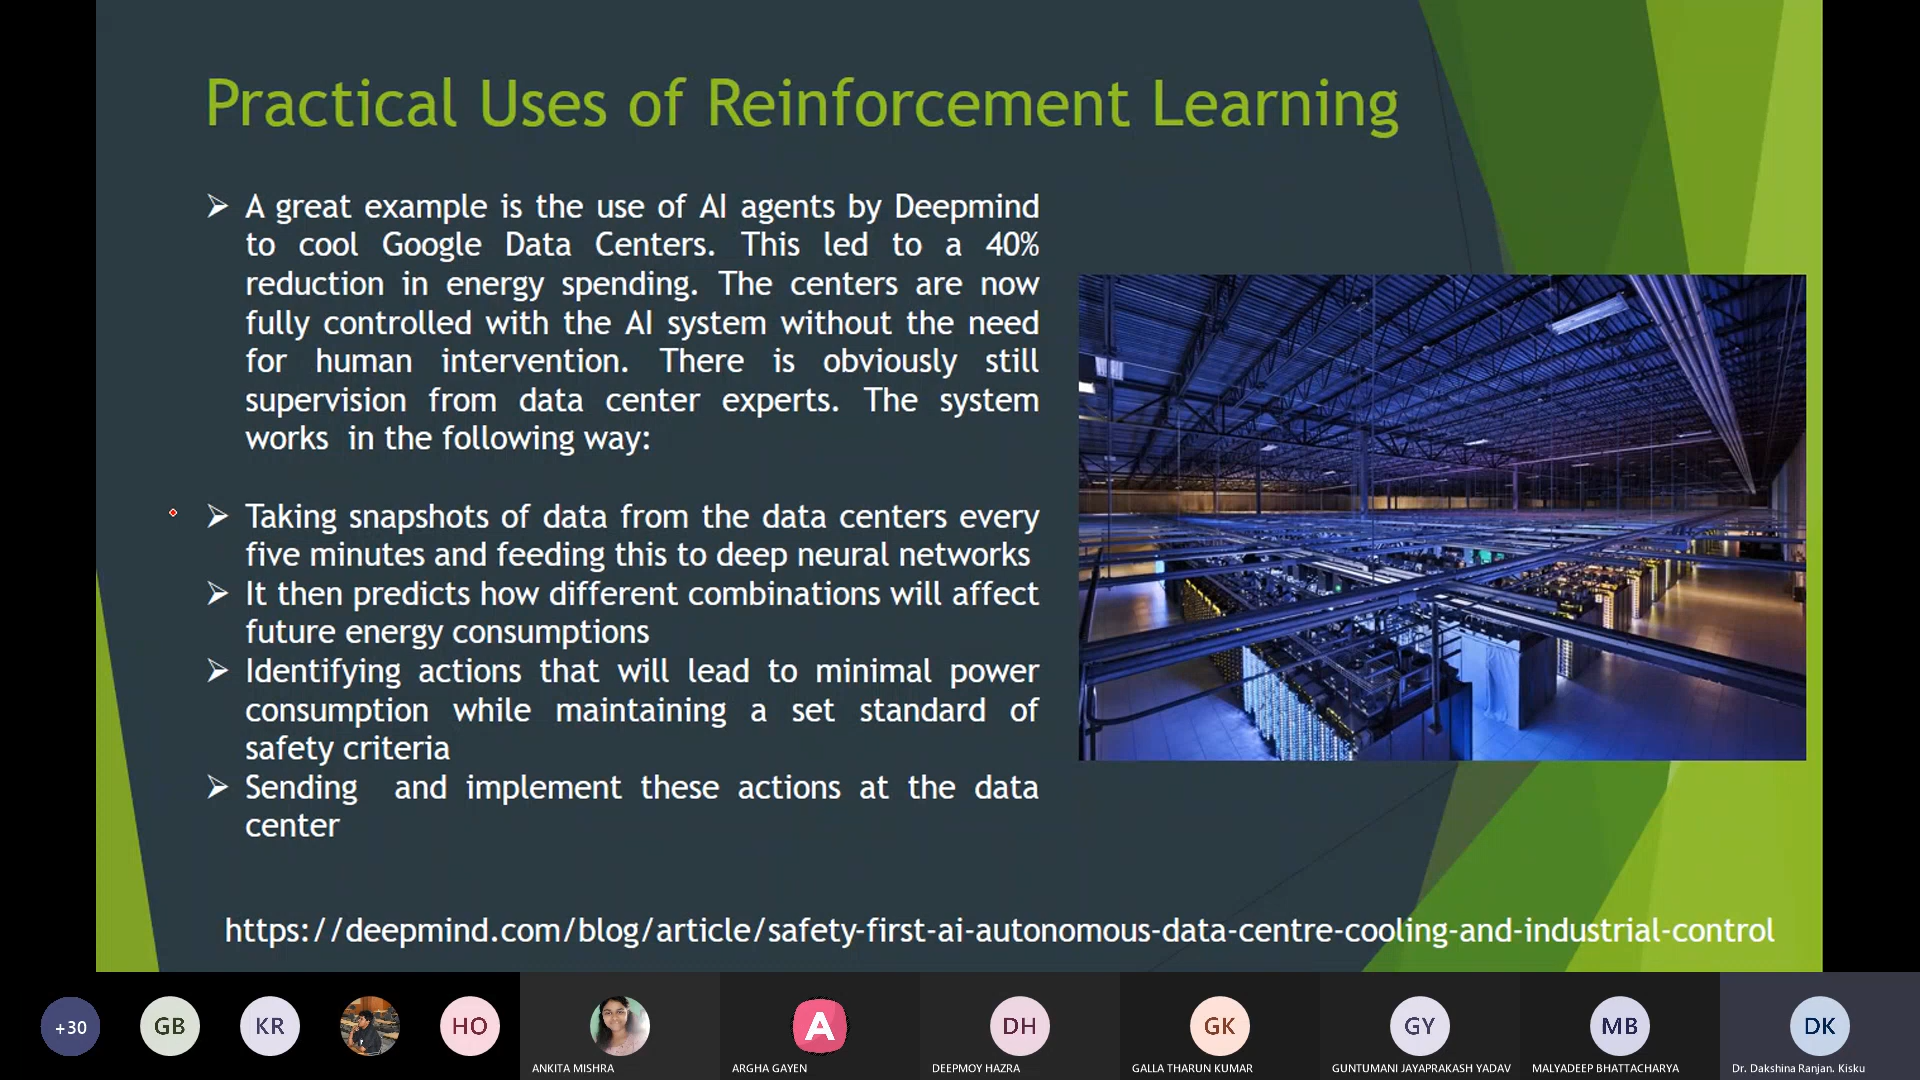 Practical Uses of Reinforcement Learning
A great example is the use of AI agents by Deepmind
to cool Google Data Centers. This led to a 40%
reduction in energy spending. The centers are now
fully controlled with the AI system without the need
for human intervention. There is obviously still
supervision from data center experts. The system
works in the following way:
Taking snapshots of data from the data centers every
five minutes and feeding this to deep neural networks
It then predicts how different combinations will affect
future energy consumptions
Identifying actions that will lead to minimal power
consumption while maintaining a set standard of
safety criteria
Sending and implement these actions at the data
center
https://deepmind.com/blog/article/safety-first-ai-autonomous-data-centre-cooling-and-industrial-control
+30
GB
KR
HO
A
DH
GK
GY
MB
DK
ANKITA MISHRA
ARGHA GAYEN
DEEPMOY HAZRA
GALLA THARUN KUMAR
GUNTUMANI JAYAPRAKASH YADAV
MALYADEEP BHATTACHARYA
Dr. Dakshina Ranjan. Kisku